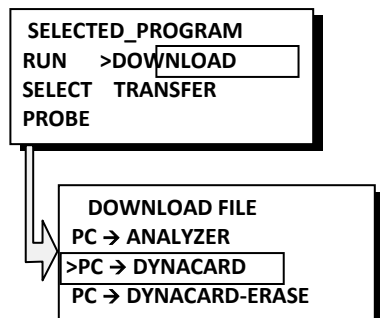 SELECTED_PROGRAM
RUN >DOWNLOAD
SELECT TRANSFER
PROBE
DOWNLOAD FILE
PC → ANALYZER
>PC → DYNACARD
PC → DYNACARD-ERASE